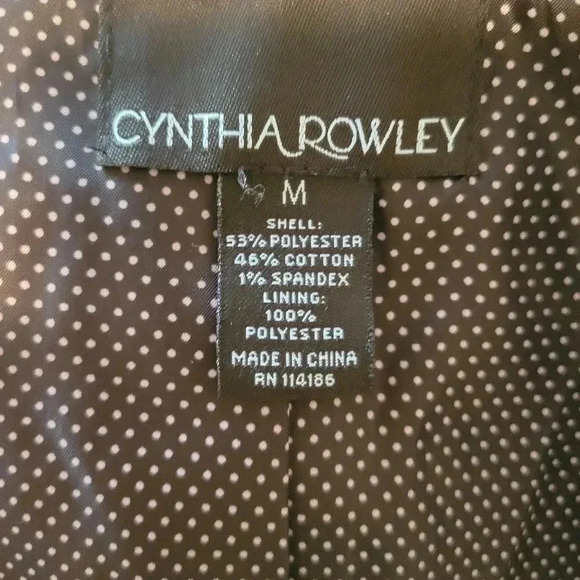 CYNTHIA ROWLEY
M
SHELL:
53% POLYESTER
46% COTTON
1% SPANDEX
LINING:
100%
POLYESTER
MADE IN CHINA
RN 114186